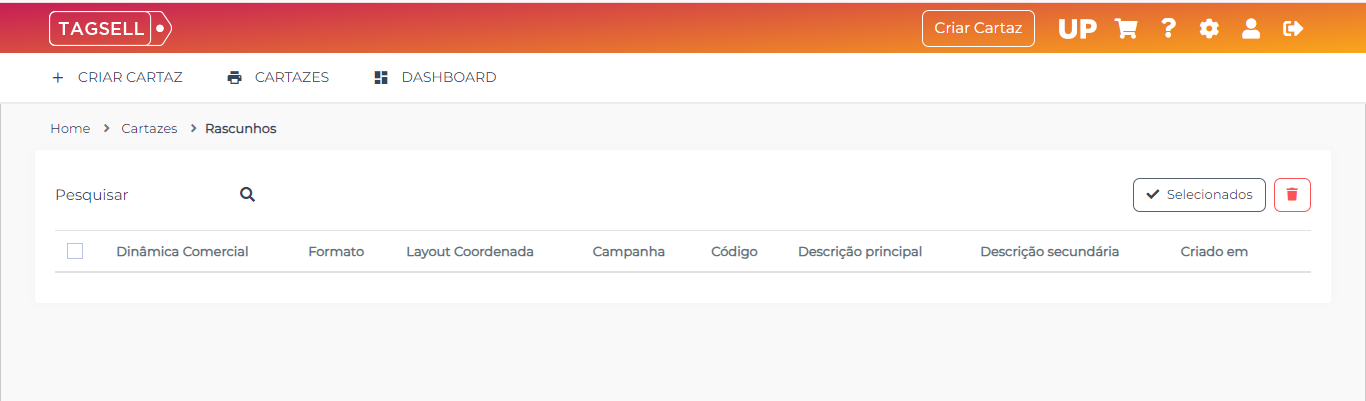 TAGSELL
Criar Cartaz UP ?
CRIAR CARTAZ CARTAZES DASHBOARD
Home > Cartazes > Rascunhos
Pesquisar Selecionados
Dinâmica Comercial Formato Layout Coordenada Campanha Código Descrição principal Descrição secundária Criado em